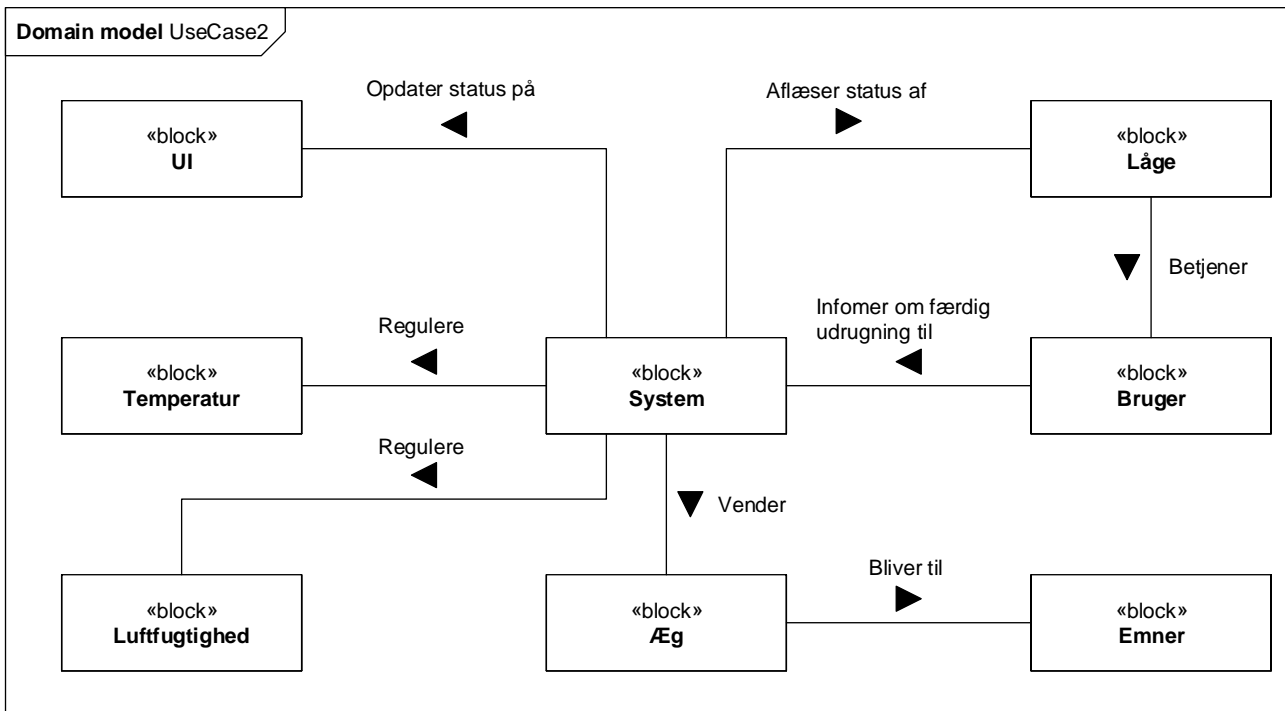 Domain model UseCase2
Opdater status på
Aflæser status af
«block»
UI
«block»
Låge
Betjener
Regulere
Infomer om færdig
udrugning til
«block»
Temperatur
«block»
System
«block»
Bruger
Regulere
Vender
Bliver til
«block»
Luftfugtighed
«block»
Æg
«block»
Emner